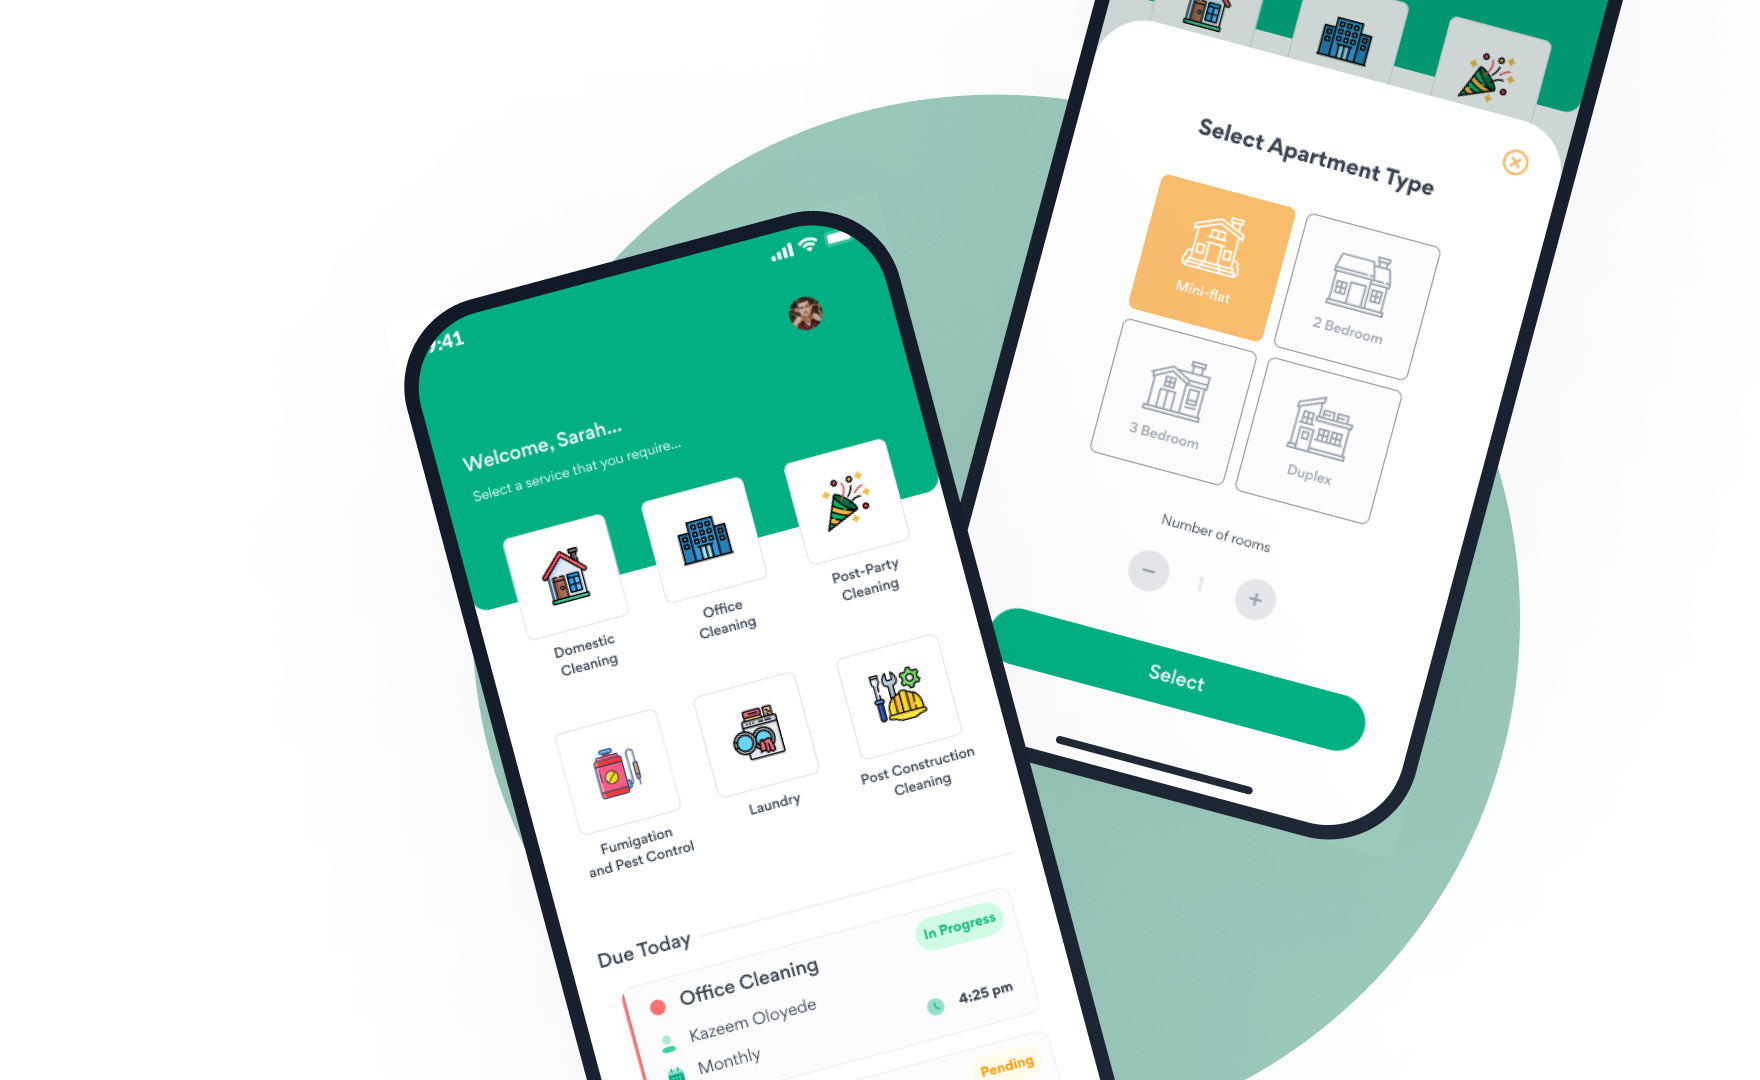 9:41
Welcome, Sarah...
Select a service that you require...
Domestic
Cleaning
Office
Cleaning
Post-Party
Cleaning
Fumigation
and Pest Control
Laundry
Post Construction
Cleaning
Due Today
In Progress
Office Cleaning
Kazeem Oloyede
4:25 pm
Monthly
Pending
Select Apartment Type
Mini-flat
2 Bedroom
3 Bedroom
Duplex
Number of rooms
− 1 +
Select